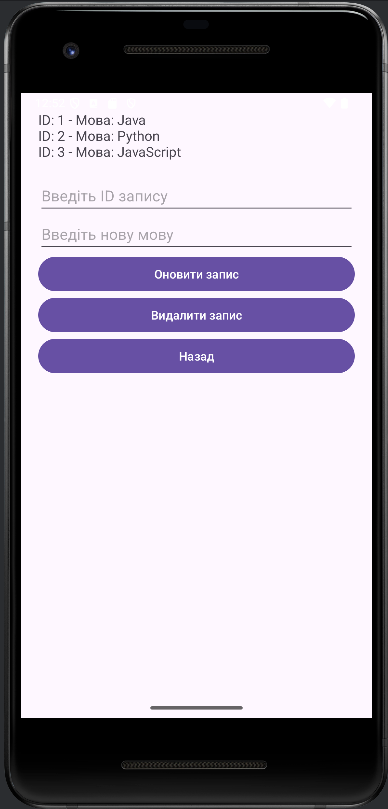 ID: 1 - Мова: Java
ID: 2 - Мова: Python
ID: 3 - Мова: JavaScript
Введіть ID запису
Введіть нову мову
Оновити запис
Видалити запис
Назад